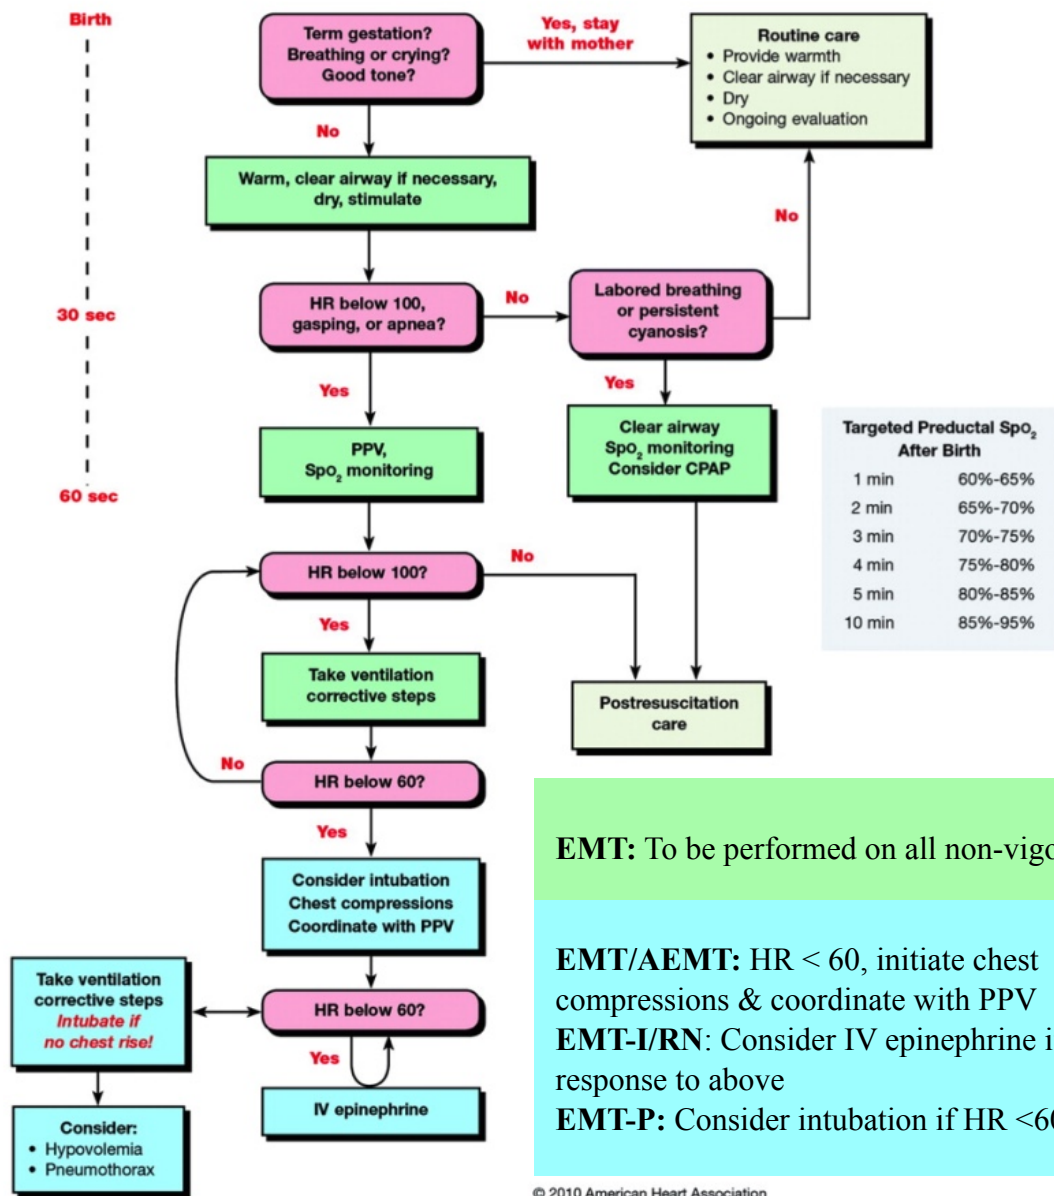 Birth
Term gestation?
Breathing or crying?
Good tone?
Yes, stay
with mother
Routine care
• Provide warmth
• Clear airway if necessary
• Dry
• Ongoing evaluation
No
Warm, clear airway if necessary,
dry, stimulate
No
30 sec
HR below 100,
gasping, or apnea?
No
Labored breathing
or persistent
cyanosis?
Yes
Yes
PPV,
SpO₂ monitoring
Clear airway
SpO₂ monitoring
Consider CPAP
60 sec
Targeted Preductal SpO₂
After Birth
1 min 60%-65%
2 min 65%-70%
3 min 70%-75%
4 min 75%-80%
5 min 80%-85%
10 min 85%-95%
HR below 100?
No
Yes
Take ventilation
corrective steps
Postresuscitation
care
No
HR below 60?
Yes
Consider intubation
Chest compressions
Coordinate with PPV
Take ventilation
corrective steps
Intubate if
no chest rise!
HR below 60?
Yes
IV epinephrine
Consider:
• Hypovolemia
• Pneumothorax
EMT: To be performed on all
EMT/AEMT: HR < 60, initiate chest
compressions & coordinate with PPV
EMT-I/RN: Consider IV epinephrine
response to above
EMT-P: Consider intubation if HR <60
© 2010 American Heart Association